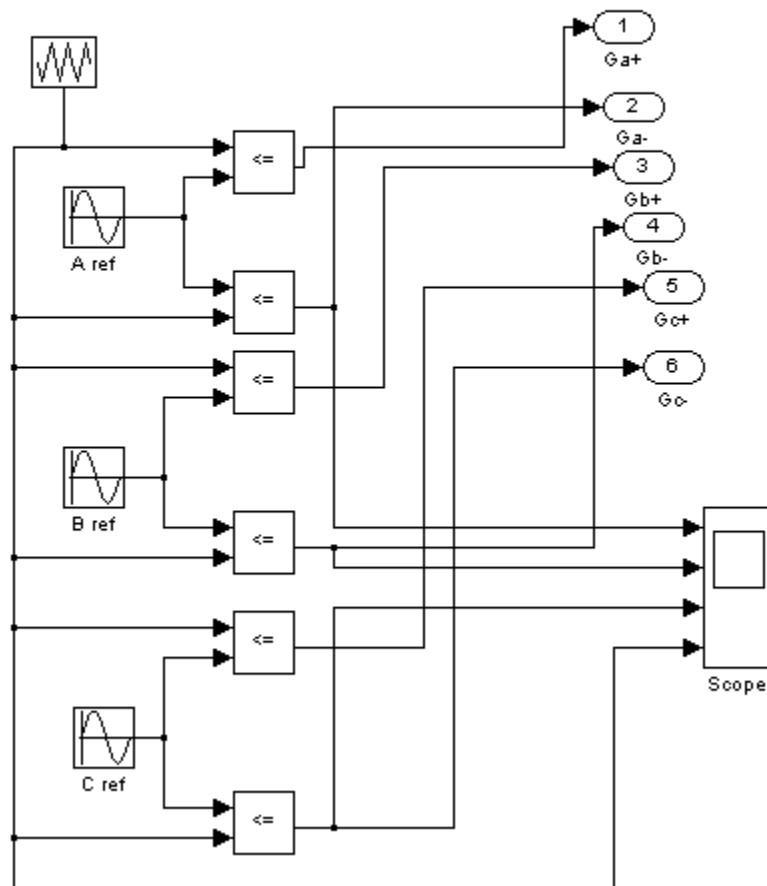 1
Ga+
2
Ga-
<=
3
Gb+
A ref
4
Gb-
<=
5
Gc+
<=
6
Gc-
B ref
<=
<=
Scope
C ref
<=